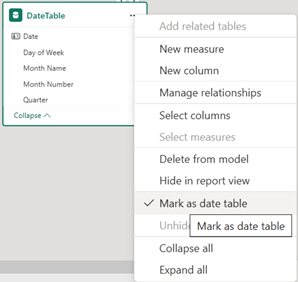 DateTable ...
Date
Day of Week
Month Name
Month Number
Quarter
Collapse
Add related tables
New measure
New column
Manage relationships
Select columns
Select measures
Delete from model
Hide in report view
Mark as date table
Unhid
Mark as date table
Collapse all
Expand all